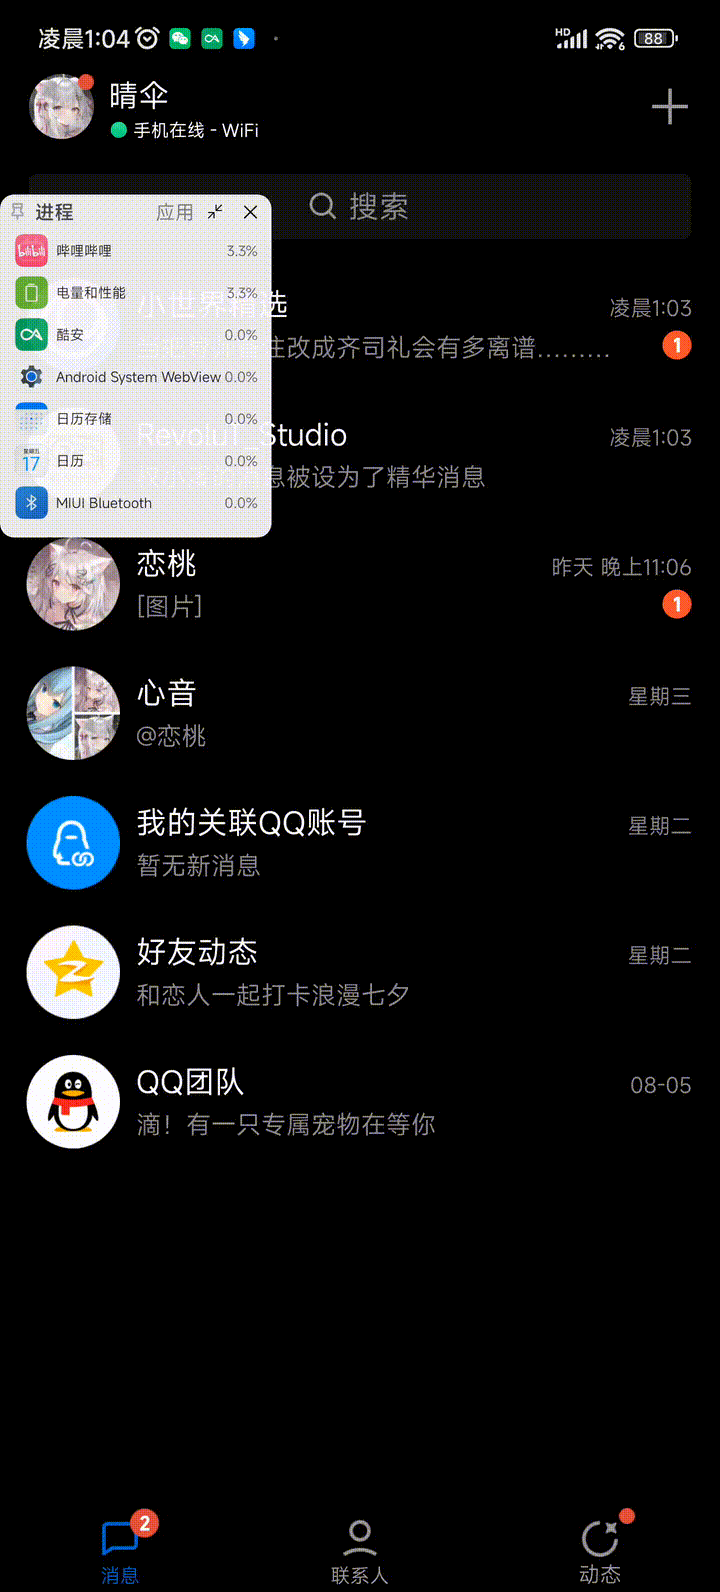 凌晨1:04
HD
6
88
晴伞
手机在线 - WiFi
搜索
进程
应用
bilibili
哔哩哔哩
3.3%
电量和性能
3.3%
酷安
0.0%
Android System WebView 0.0%
日历存储
0.0%
星期五
17
日历
0.0%
MIUI Bluetooth
0.0%
小世界精选
凌晨1:03
住改成齐司礼会有多离谱………
1
Revolut_Studio
凌晨1:03
息被设为了精华消息
恋桃
昨天 晚上11:06
[图片]
1
心音
星期三
@恋桃
我的关联QQ账号
星期二
暂无新消息
好友动态
星期二
和恋人一起打卡浪漫七夕
QQ团队
08-05
滴！有一只专属宠物在等你
2
消息
联系人
动态